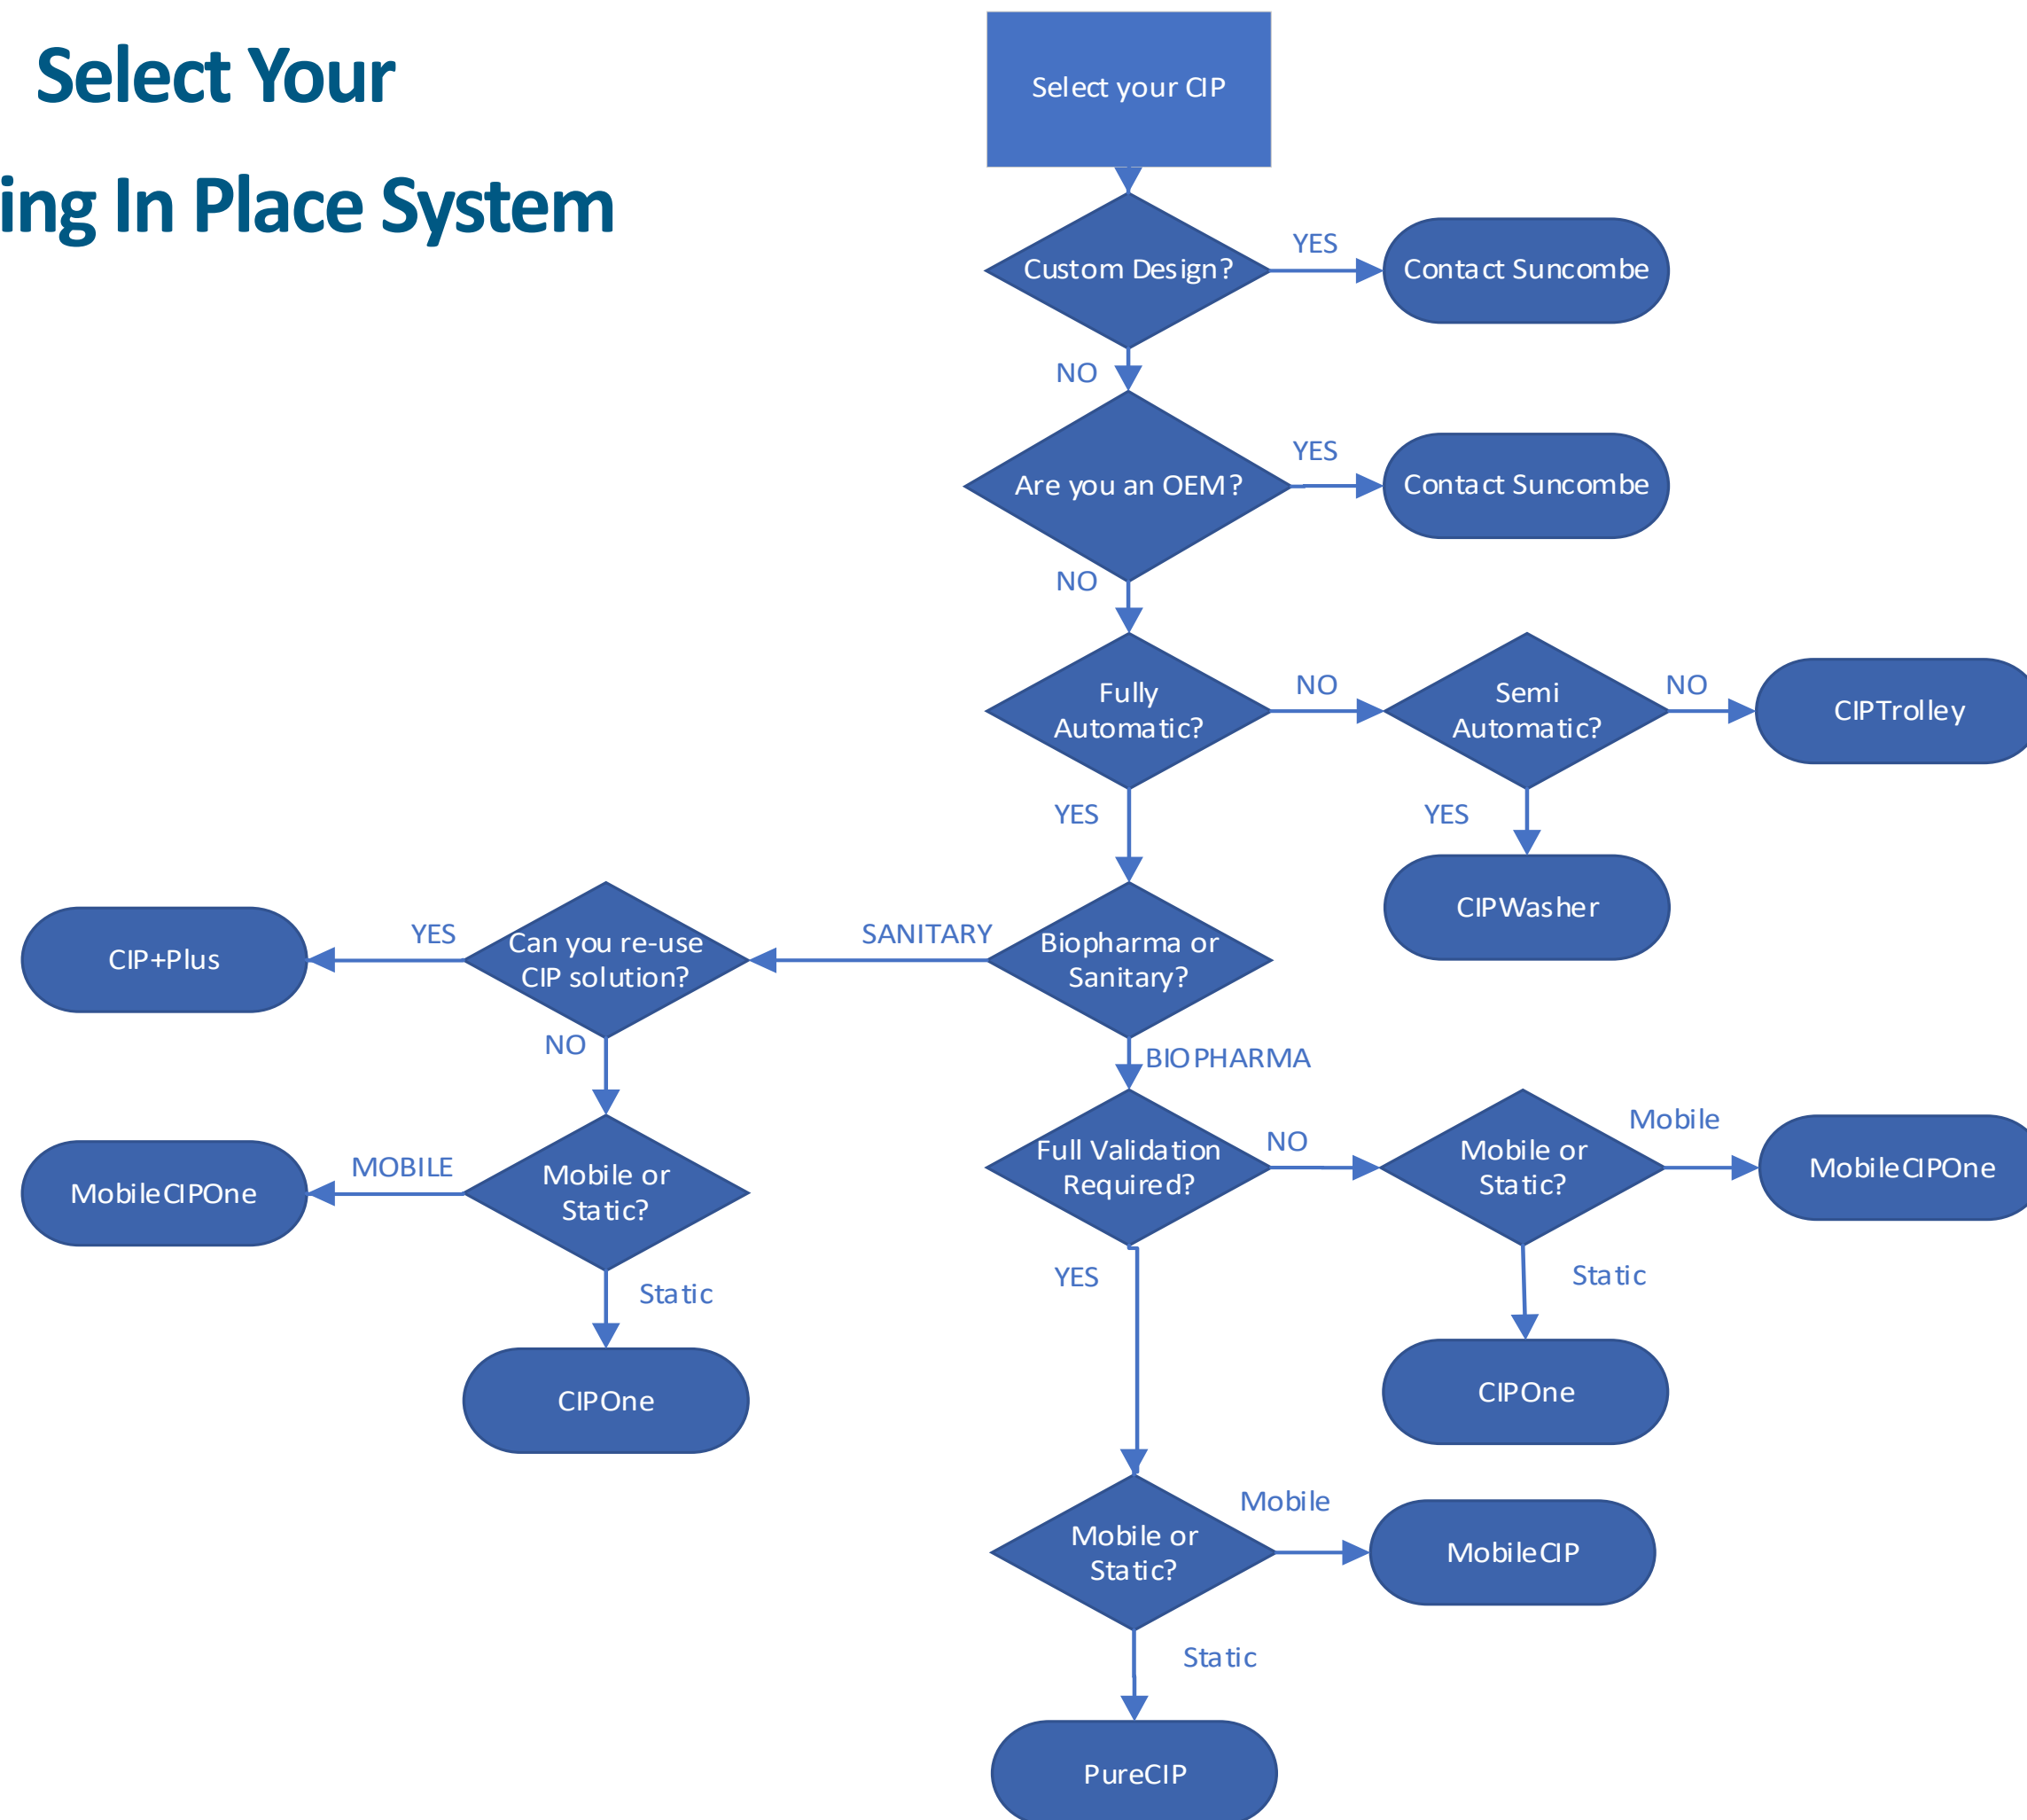 Select Your
ing In Place System
Select your CIP
Custom Design?
YES
Contact Suncombe
NO
Are you an OEM?
YES
Contact Suncombe
NO
Fully
Automatic?
NO
Semi
Automatic?
NO
CIPTrolley
YES
YES
CIPWasher
Biopharma or
Sanitary?
SANITARY
Can you re-use
CIP solution?
YES
CIP+Plus
NO
Mobile or
Static?
MOBILE
MobileCIPOne
Static
CIPOne
BIOPHARMA
Full Validation
Required?
NO
Mobile or
Static?
Mobile
MobileCIPOne
Static
CIPOne
YES
Mobile or
Static?
Mobile
MobileCIP
Static
PureCIP